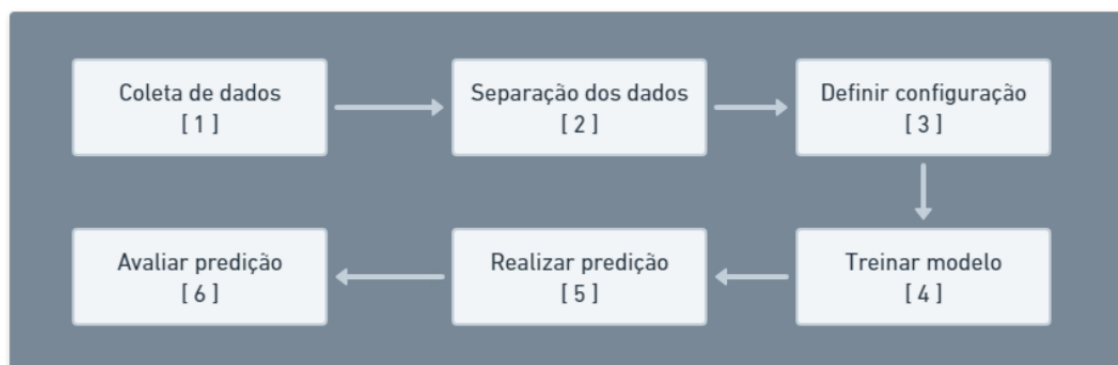 Coleta de dados
[ 1 ]
Separação dos dados
[ 2 ]
Definir configuração
[ 3 ]
Avaliar predição
[ 6 ]
Realizar predição
[ 5 ]
Treinar modelo
[ 4 ]